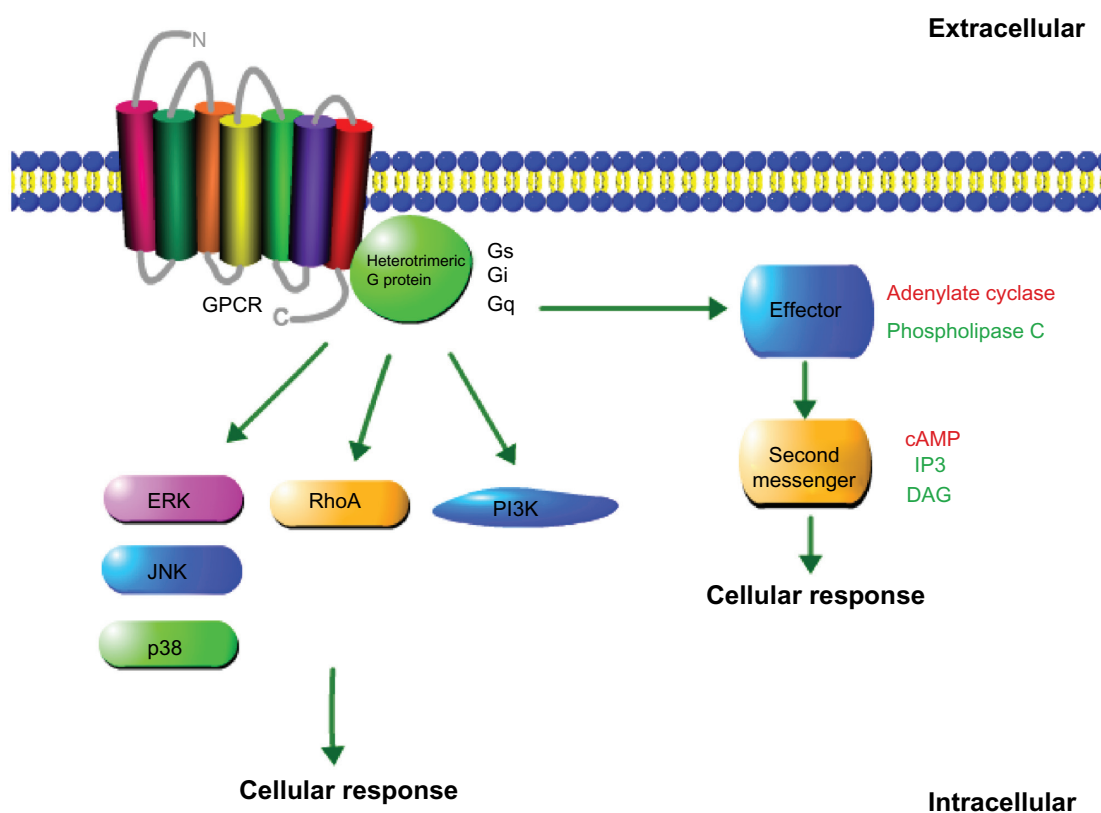 Extracellular
N
Heterotrimeric
G protein
Gs
Gi
Gq
GPCR
C
Effector
Adenylate cyclase
Phospholipase C
Second
messenger
cAMP
IP3
DAG
Cellular response
ERK
RhoA
PI3K
JNK
p38
Cellular response
Intracellular